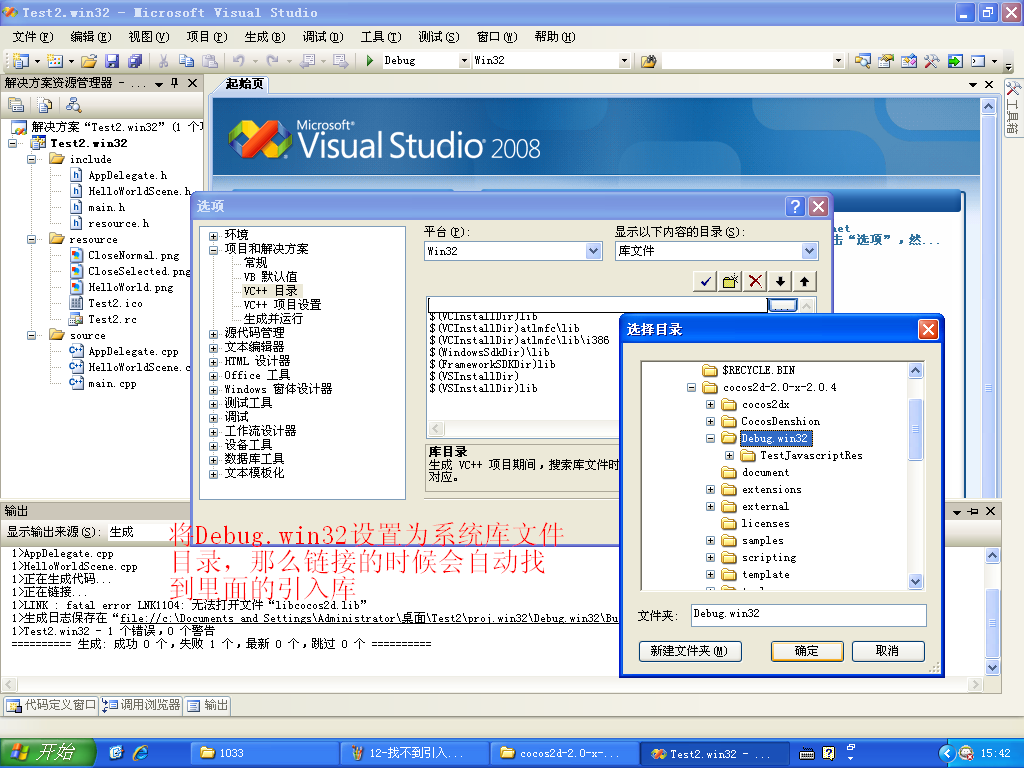 Test2.win32 - Microsoft Visual Studio
文件(F) 编辑(E) 视图(V) 项目(P) 生成(B) 调试(D) 工具(T) 测试(S) 窗口(W) 帮助(H)
Debug Win32
解决方案资源管理器 - ...
起始页
工具箱
解决方案“Test2.win32”(1 个
Test2.win32
include
AppDelegate.h
HelloWorldScene.h
main.h
resource.h
resource
CloseNormal.png
CloseSelected.png
HelloWorld.png
Test2.ico
Test2.rc
source
AppDelegate.cpp
HelloWorldScene.c
main.cpp
Microsoft®
Visual Studio® 2008
net
击“选项”,然...
选项
环境
项目和解决方案
常规
VB 默认值
VC++ 目录
VC++ 项目设置
生成并运行
源代码管理
文本编辑器
HTML 设计器
Office 工具
Windows 窗体设计器
测试工具
调试
工作流设计器
设备工具
数据库工具
文本模板化
平台(P):
Win32
显示以下内容的目录(S):
库文件
...
$(VCInstallDir)lib
$(VCInstallDir)atlmfc\lib
$(VCInstallDir)atlmfc\lib\i386
$(WindowsSdkDir)\lib
$(FrameworkSDKDir)lib
$(VSInstallDir)
$(VSInstallDir)lib
库目录
生成 VC++ 项目期间,搜索库文件时
对应。
选择目录
$RECYCLE.BIN
cocos2d-2.0-x-2.0.4
cocos2dx
CocosDenshion
Debug.win32
TestJavascriptRes
document
extensions
external
licenses
samples
scripting
template
文件夹:
Debug.win32
新建文件夹(M) 确定 取消
将Debug.win32设置为系统库文件
目录,那么链接的时候会自动找
到里面的引入库
输出
显示输出来源(S): 生成
1>AppDelegate.cpp
1>HelloWorldScene.cpp
1>正在生成代码...
1>正在链接...
1>LINK : fatal error LNK1104: 无法打开文件“libcocos2d.lib”
1>生成日志保存在“file://c:\Documents and Settings\Administrator\桌面\Test2\proj.win32\Debug.win32\Bu
1>Test2.win32 - 1 个错误,0 个警告
========== 生成: 成功 0 个,失败 1 个,最新 0 个,跳过 0 个 ==========
代码定义窗口 调用浏览器 输出
开始 1033 12-找不到引入... cocos2d-2.0-x-... Test2.win32 - ... 15:42